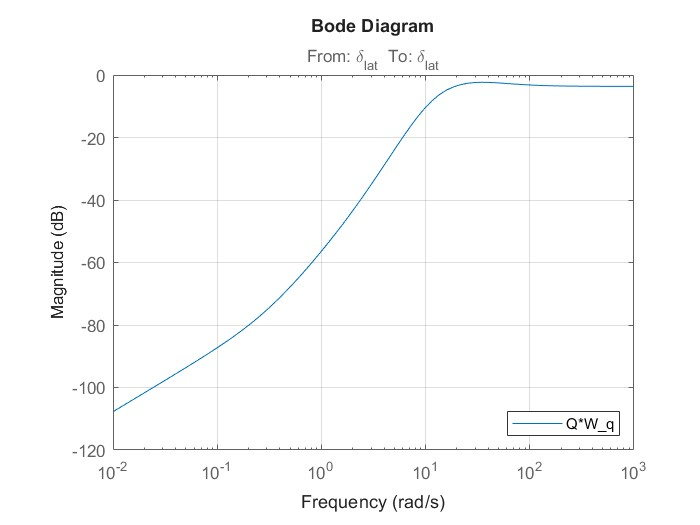 Bode Diagram
From: δlat To: δlat
0
-20
-40
-60
-80
-100
-120
Magnitude (dB)
10-2 10-1 100 101 102 103
Frequency (rad/s)
Q*W_q